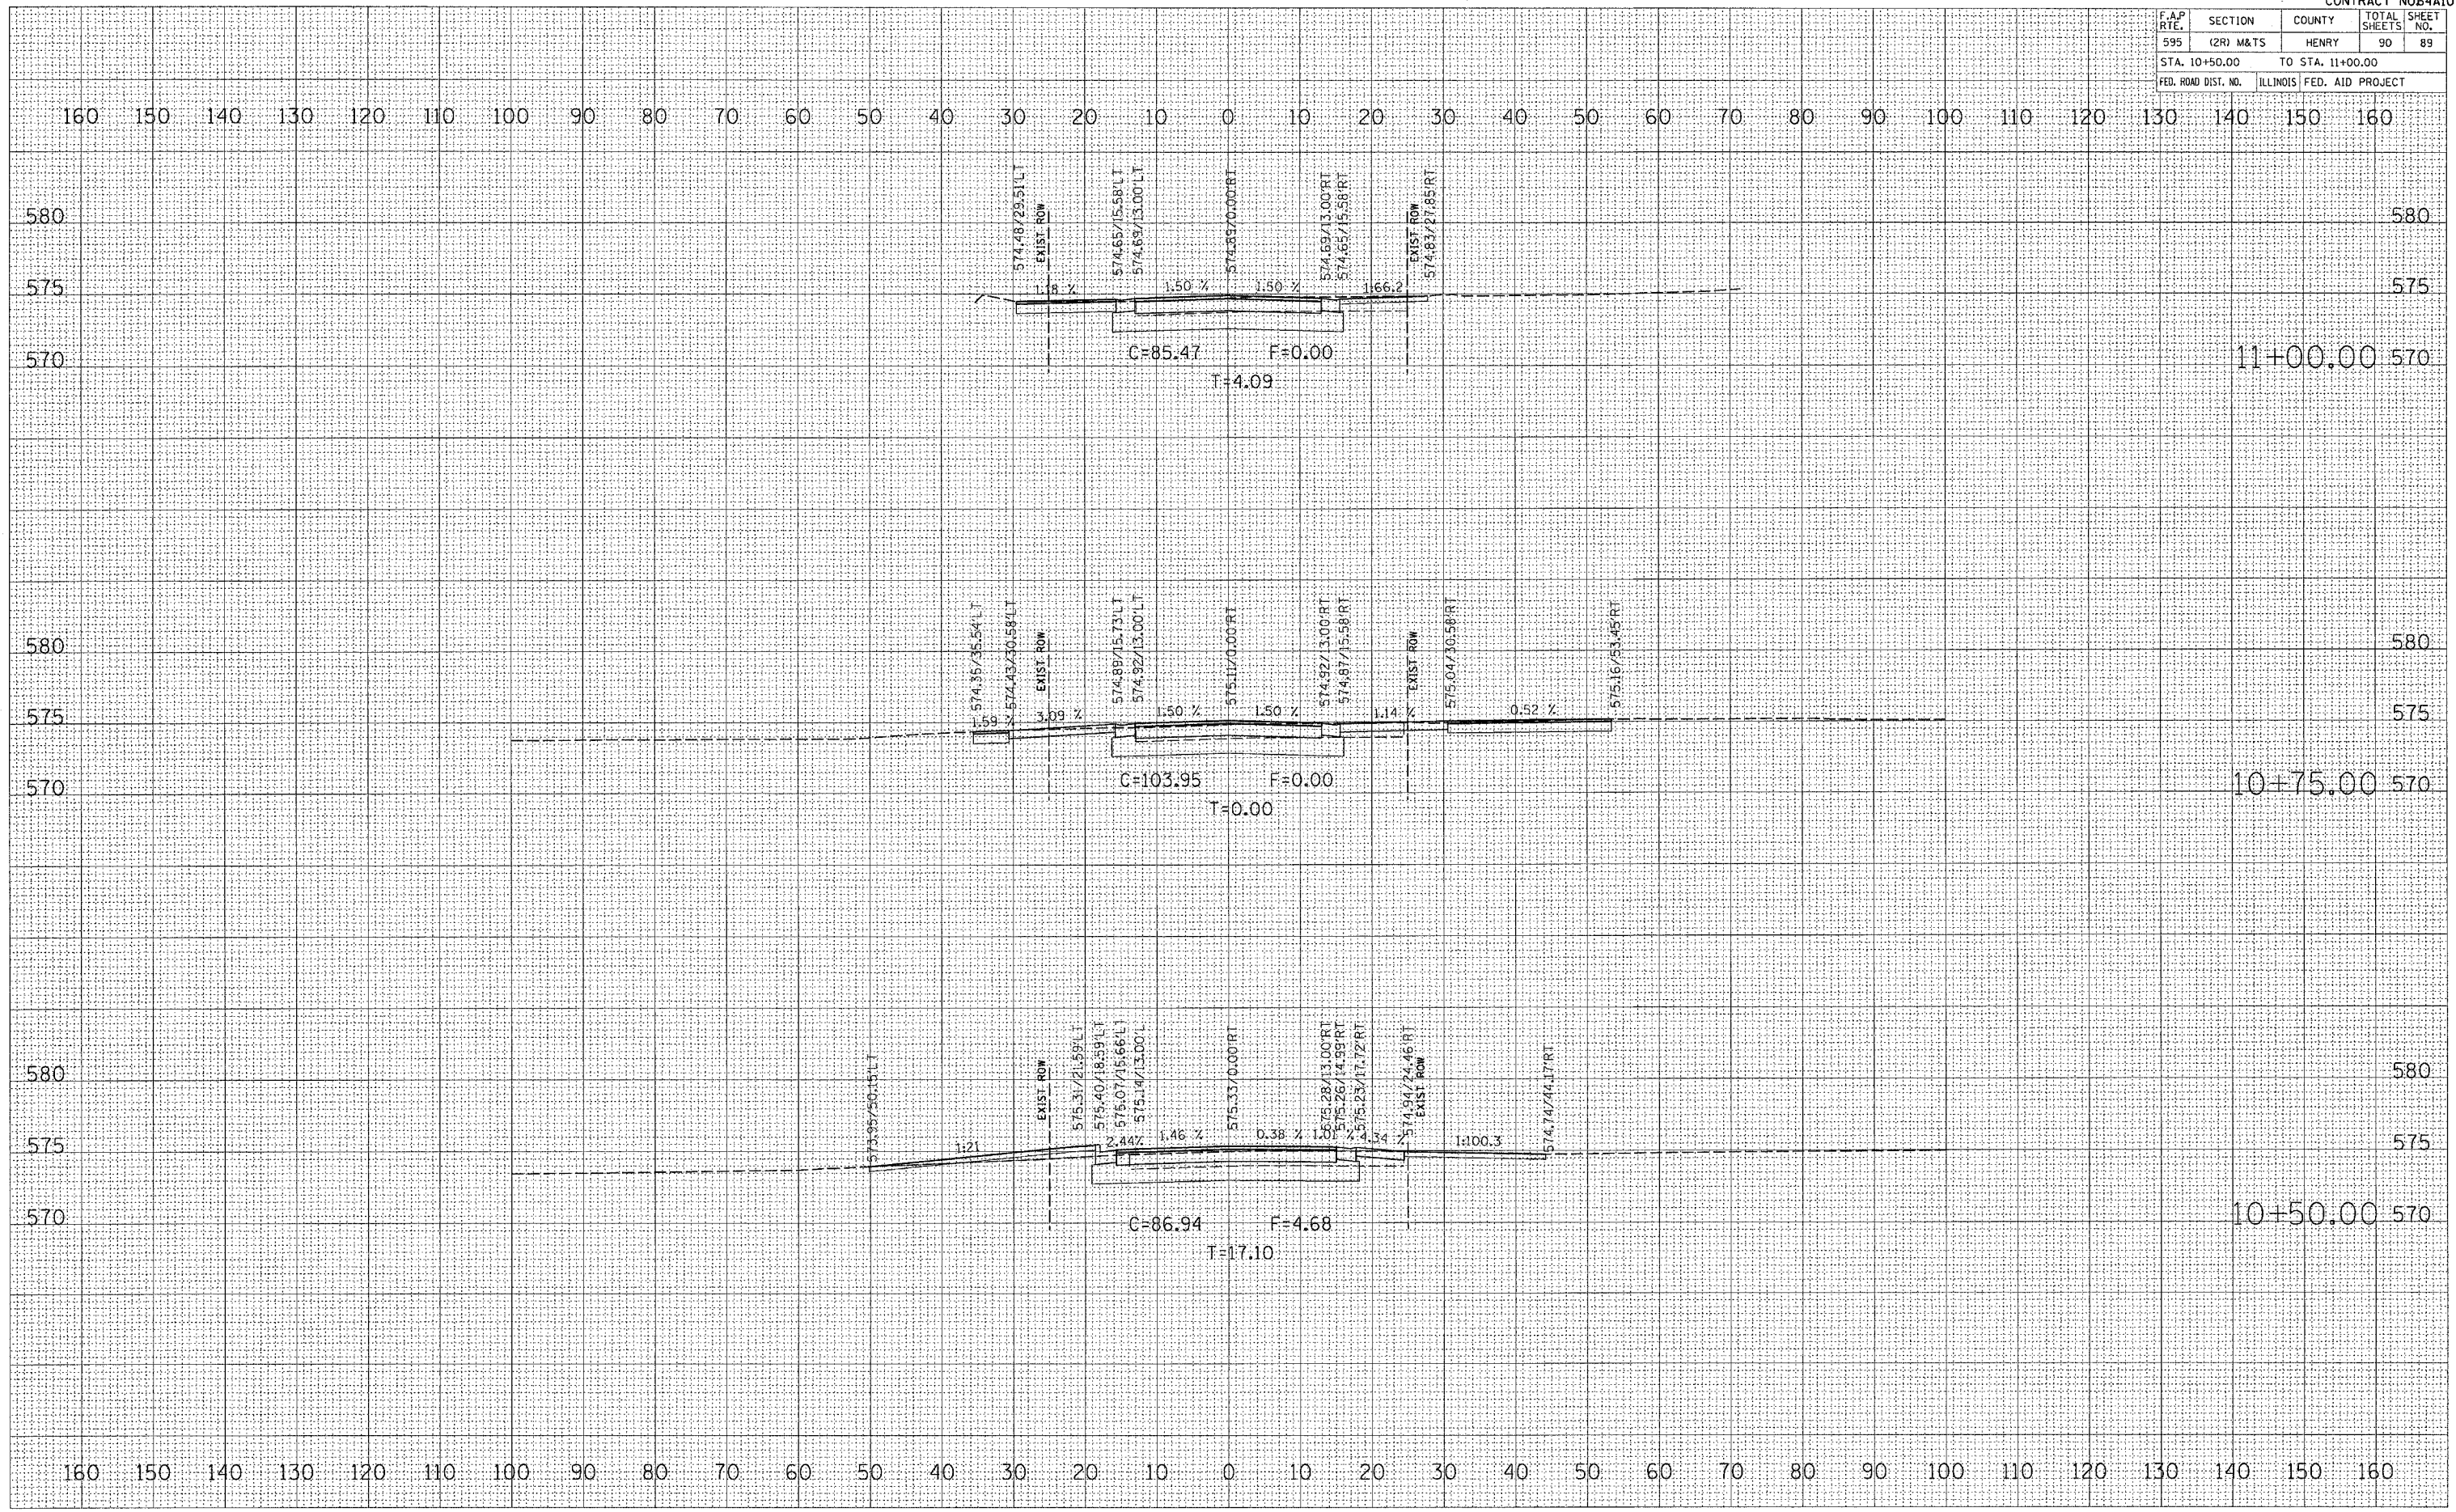 CONTRACT NO.
F.A.P RTE. SECTION COUNTY TOTAL SHEETS SHEET NO.
595 (2R) M&TS HENRY 90 89
STA. 10+50.00 TO STA. 11+00.00
FED. ROAD DIST. NO. ILLINOIS FED. AID PROJECT
160 150 140 130 120 110 100 90 80 70 60 50 40 30 20 10 0 10 20 30 40 50 60 70 80 90 100 110 120 130 140 150 160
574.48/29.51'LT
EXIST ROW
574.65/15.58'LT
574.69/13.00'LT
574.89/0.00'RT
574.69/13.00'RT
574.65/15.58'RT
EXIST ROW
574.83/27.85'RT
580 580
575 1.18 % 1.50 % 1.50 % 1:66.2 575
570 C=85.47 F=0.00 11+00.00 570
T=4.09
574.35/35.54'LT
574.43/30.58'LT
EXIST ROW
574.89/15.73'LT
574.92/13.00'LT
575.11/0.00'RT
574.92/13.00'RT
574.87/15.58'RT
EXIST ROW
575.04/30.58'RT
575.16/53.45'RT
580 580
575 1.59 % 3.09 % 1.50 % 1.50 % 1.14 % 0.52 % 575
570 C=103.95 F=0.00 10+75.00 570
T=0.00
573.95/50.15'LT
EXIST ROW
575.31/21.59'LT
575.40/18.59'LT
575.07/15.66'LT
575.14/13.00'L
575.33/0.00'RT
575.28/13.00'RT
575.26/14.99'RT
575.23/17.72'RT
574.94/24.46'RT
EXIST ROW
574.74/44.17'RT
580 580
575 1:21 2.44% 1.46 % 0.38 % 1.01 % 4.34 % 1:100.3 575
570 C=86.94 F=4.68 10+50.00 570
T=17.10
160 150 140 130 120 110 100 90 80 70 60 50 40 30 20 10 0 10 20 30 40 50 60 70 80 90 100 110 120 130 140 150 160